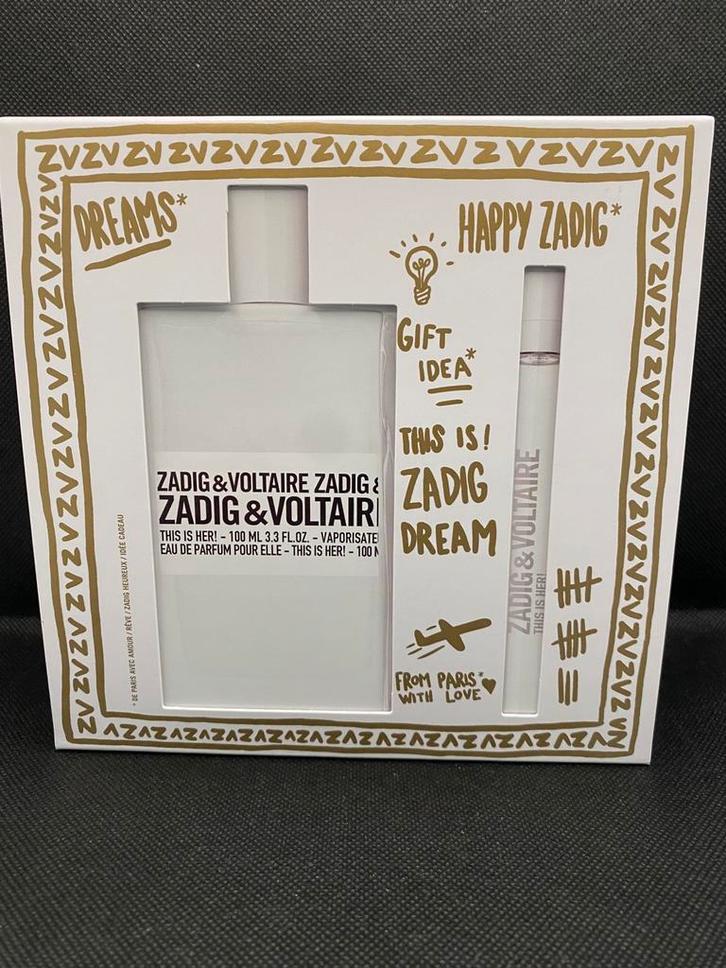 ZVZVZVZVZVZVZVZVZVZVZVZV
DREAMS*
HAPPY ZADIG*
GIFT
IDEA*
THIS IS!
ZADIG
DREAM
FROM PARIS*
WITH LOVE
ZADIG & VOLTAIRE ZADIG &
ZADIG & VOLTAIR
THIS IS HER! – 100 ML 3.3 FL.OZ. – VAPORISATE
EAU DE PARFUM POUR ELLE – THIS IS HER! – 100 M
ZADIG & VOLTAIRE
THIS IS HER!
* DE PARIS AVEC AMOUR / RÊVE / ZADIG HEUREUX / IDÉE CADEAU